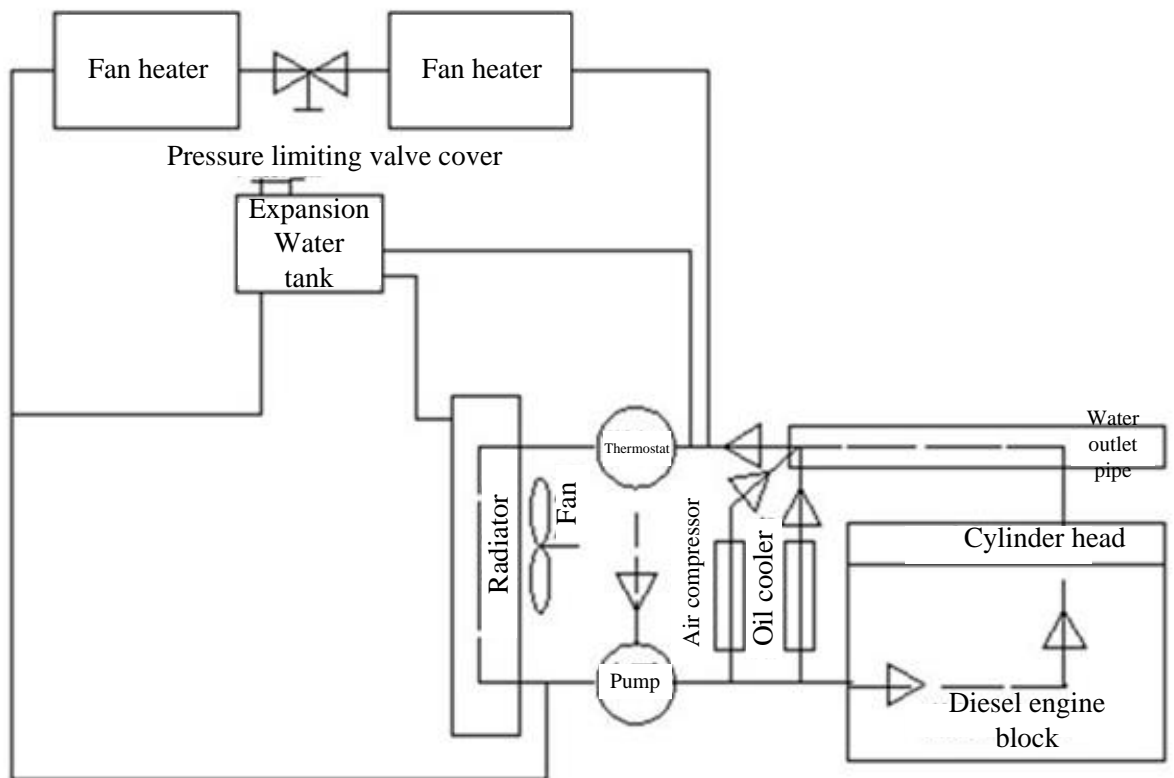 Fan heater
Fan heater
Pressure limiting valve cover
Expansion
Water
tank
Water
outlet
pipe
Thermostat
Fan
Radiator
Air compressor
Oil cooler
Cylinder head
Pump
Diesel engine
block